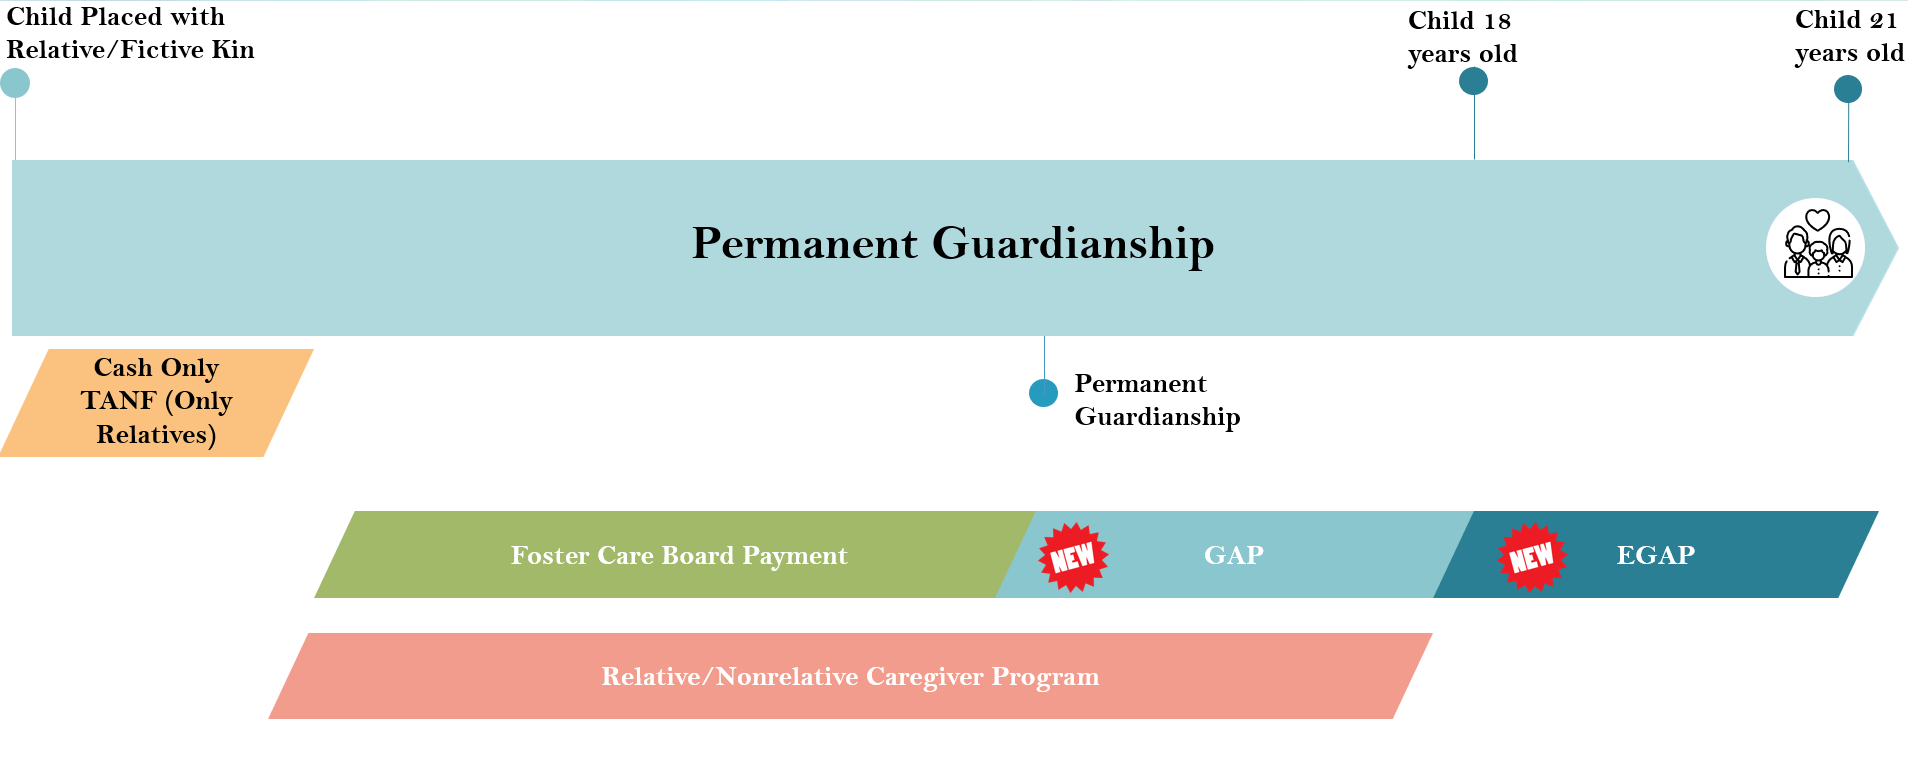 Child Placed with
Relative/Fictive Kin
Child 18
years old
Child 21
years old
Permanent Guardianship
Cash Only
TANF (Only
Relatives)
Permanent
Guardianship
Foster Care Board Payment
NEW
GAP
NEW
EGAP
Relative/Nonrelative Caregiver Program